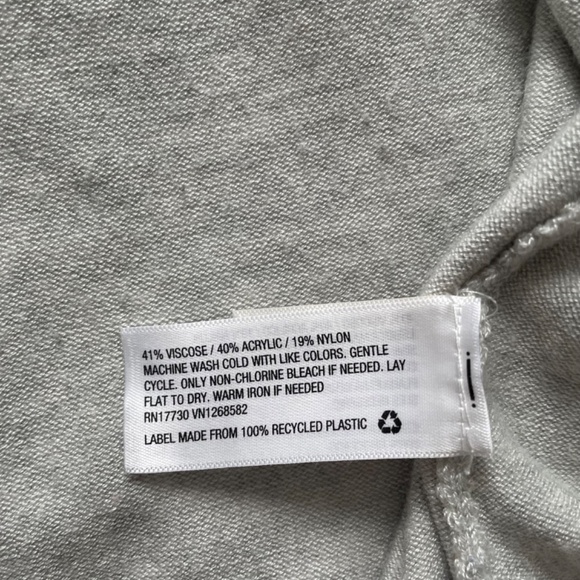 41% VISCOSE / 40% ACRYLIC / 19% NYLON
MACHINE WASH COLD WITH LIKE COLORS. GENTLE
CYCLE. ONLY NON-CHLORINE BLEACH IF NEEDED. LAY
FLAT TO DRY. WARM IRON IF NEEDED
RN17730 VN1268582
LABEL MADE FROM 100% RECYCLED PLASTIC